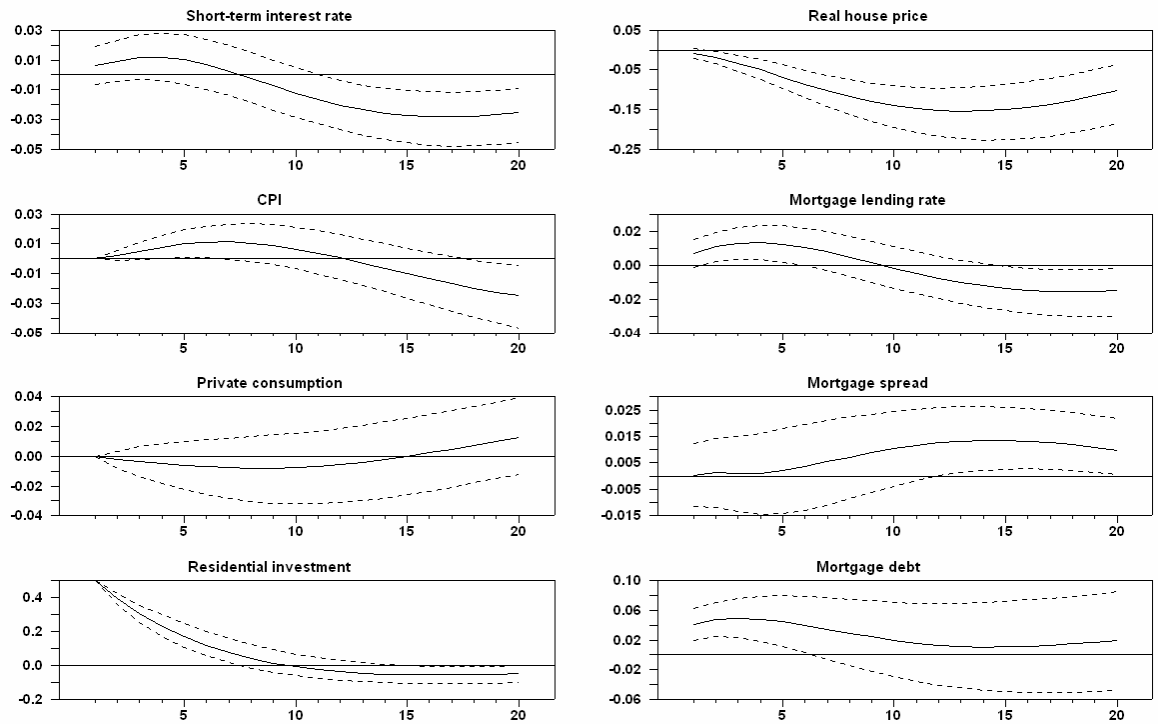 Short-term interest rate
0.03
0.01
-0.01
-0.03
-0.05
5 10 15 20
Real house price
0.05
-0.05
-0.15
-0.25
5 10 15 20
CPI
0.03
0.01
-0.01
-0.03
-0.05
5 10 15 20
Mortgage lending rate
0.02
0.00
-0.02
-0.04
5 10 15 20
Private consumption
0.04
0.02
0.00
-0.02
-0.04
5 10 15 20
Mortgage spread
0.025
0.015
0.005
-0.005
-0.015
5 10 15 20
Residential investment
0.4
0.2
0.0
-0.2
5 10 15 20
Mortgage debt
0.10
0.06
0.02
-0.02
-0.06
5 10 15 20